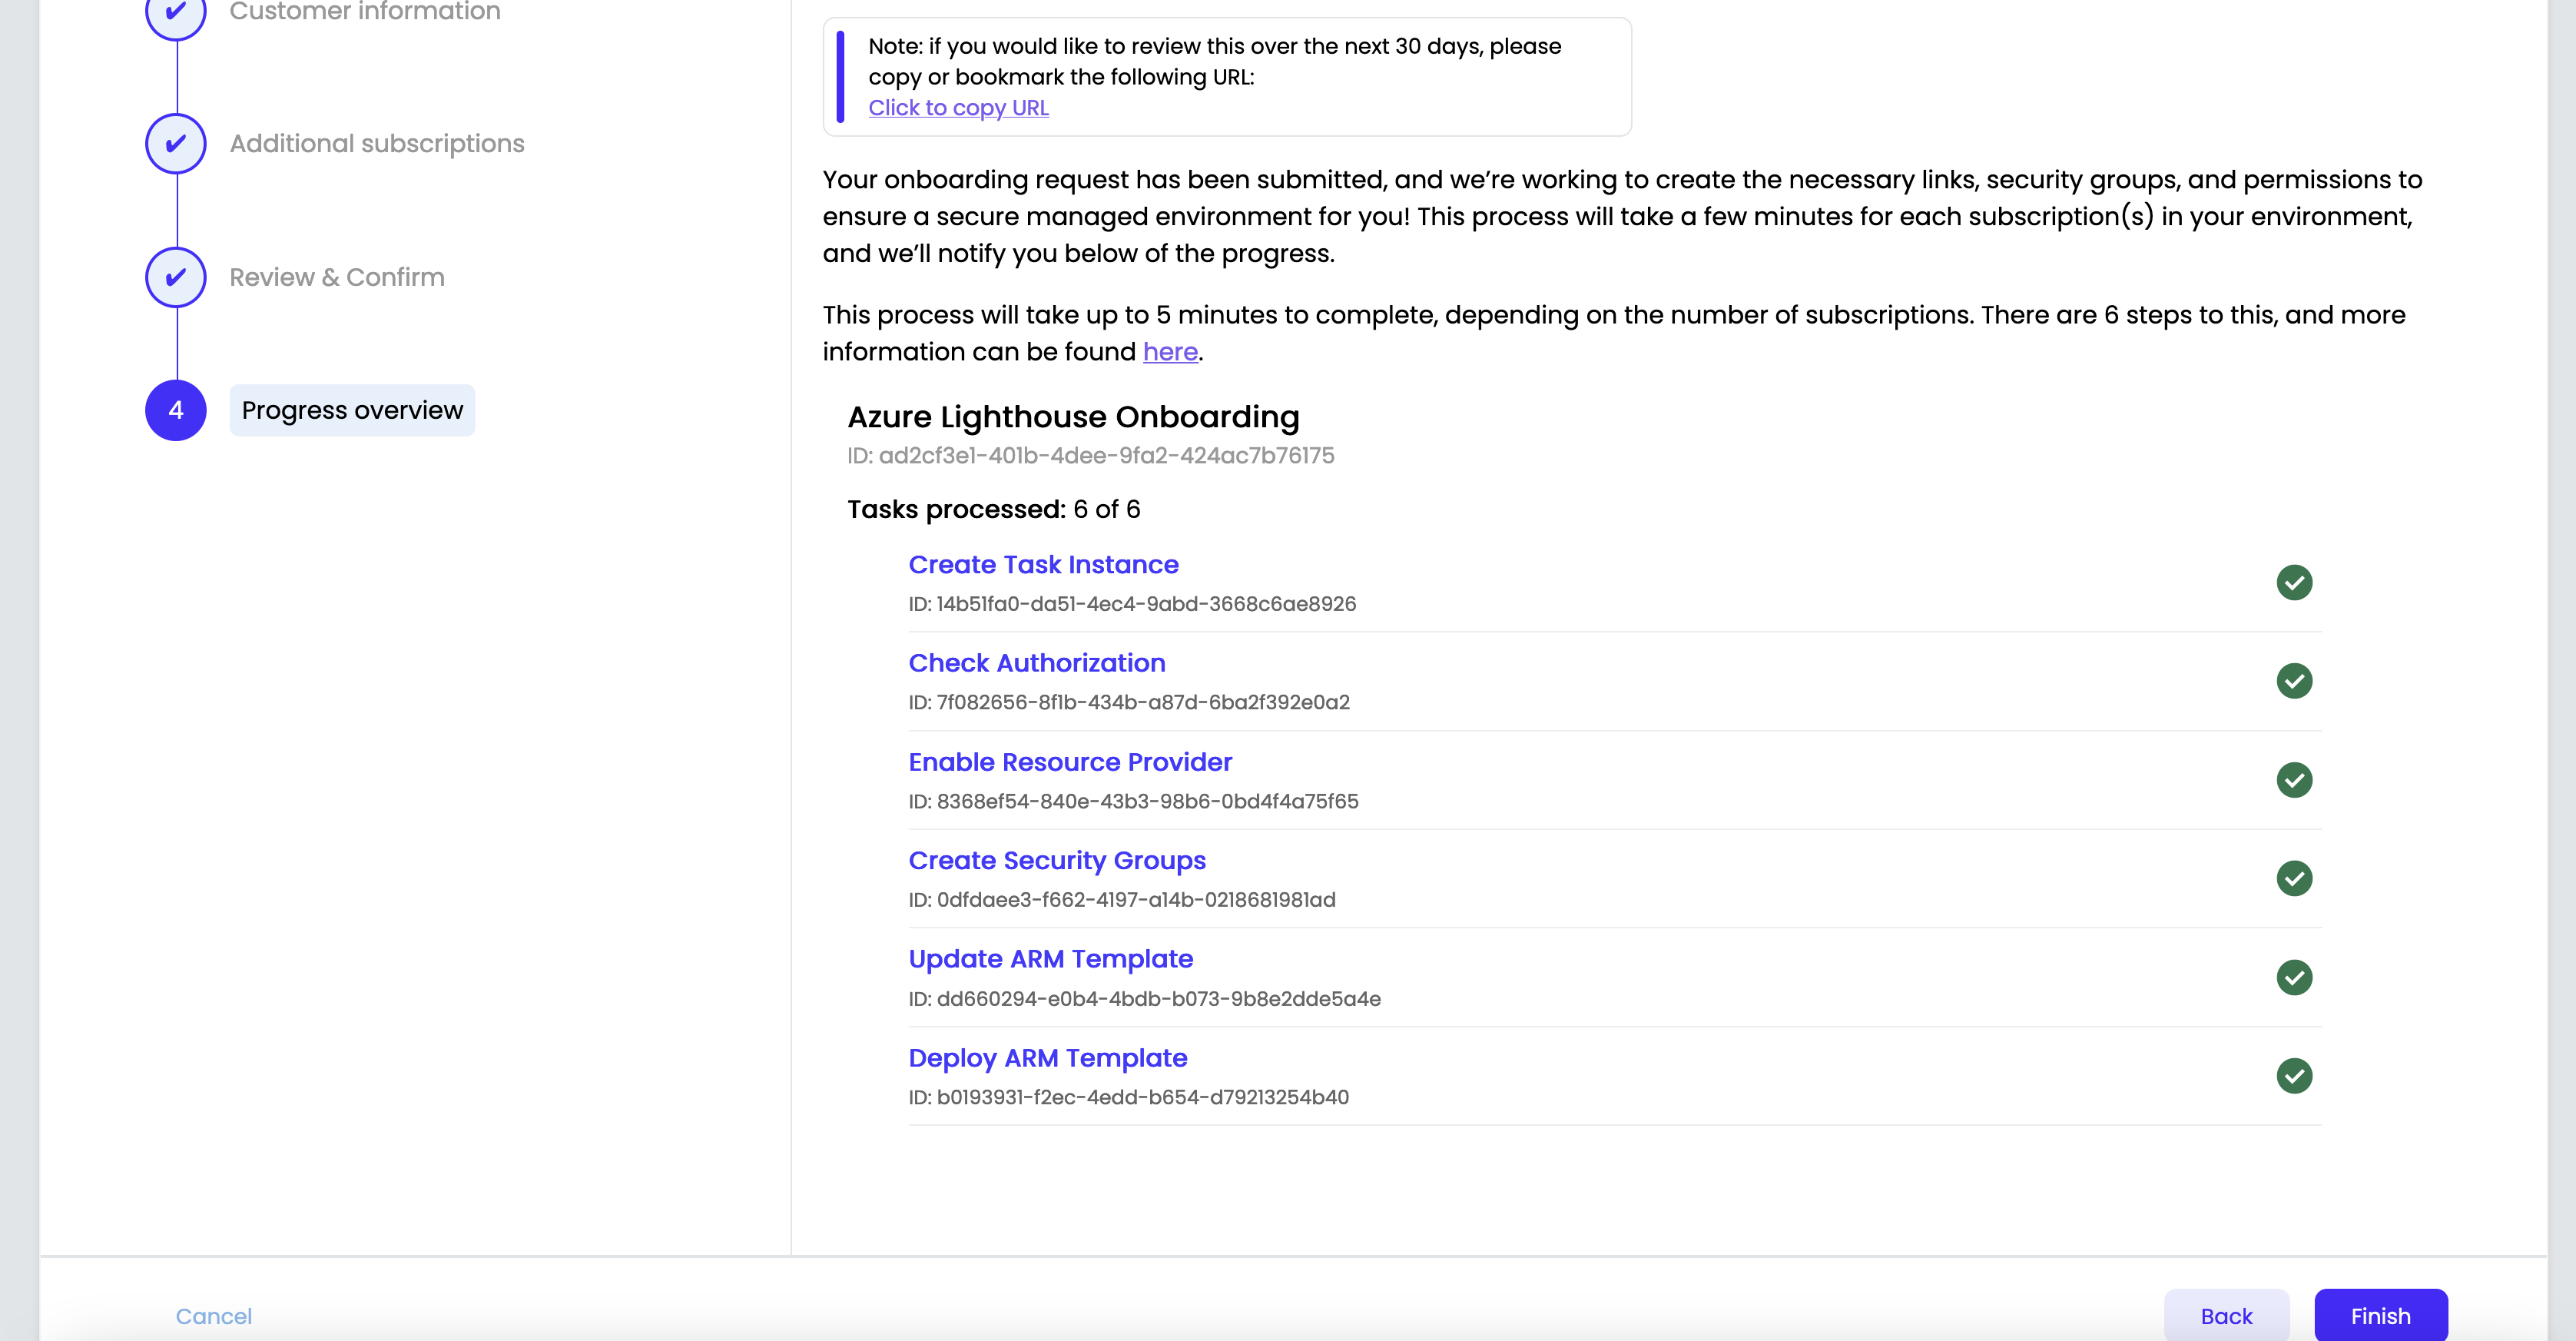 Customer information
Additional subscriptions
Review & Confirm
4
Progress overview
Note: if you would like to review this over the next 30 days, please
copy or bookmark the following URL:
Click to copy URL
Your onboarding request has been submitted, and we’re working to create the necessary links, security groups, and permissions to
ensure a secure managed environment for you! This process will take a few minutes for each subscription(s) in your environment,
and we’ll notify you below of the progress.
This process will take up to 5 minutes to complete, depending on the number of subscriptions. There are 6 steps to this, and more
information can be found here.
Azure Lighthouse Onboarding
ID: ad2cf3e1-401b-4dee-9fa2-424ac7b76175
Tasks processed: 6 of 6
Create Task Instance
ID: 14b51fa0-da51-4ec4-9abd-3668c6ae8926
Check Authorization
ID: 7f082656-8f1b-434b-a87d-6ba2f392e0a2
Enable Resource Provider
ID: 8368ef54-840e-43b3-98b6-0bd4f4a75f65
Create Security Groups
ID: 0dfdaee3-f662-4197-a14b-0218681981ad
Update ARM Template
ID: dd660294-e0b4-4bdb-b073-9b8e2dde5a4e
Deploy ARM Template
ID: b0193931-f2ec-4edd-b654-d79213254b40
Cancel
Back
Finish